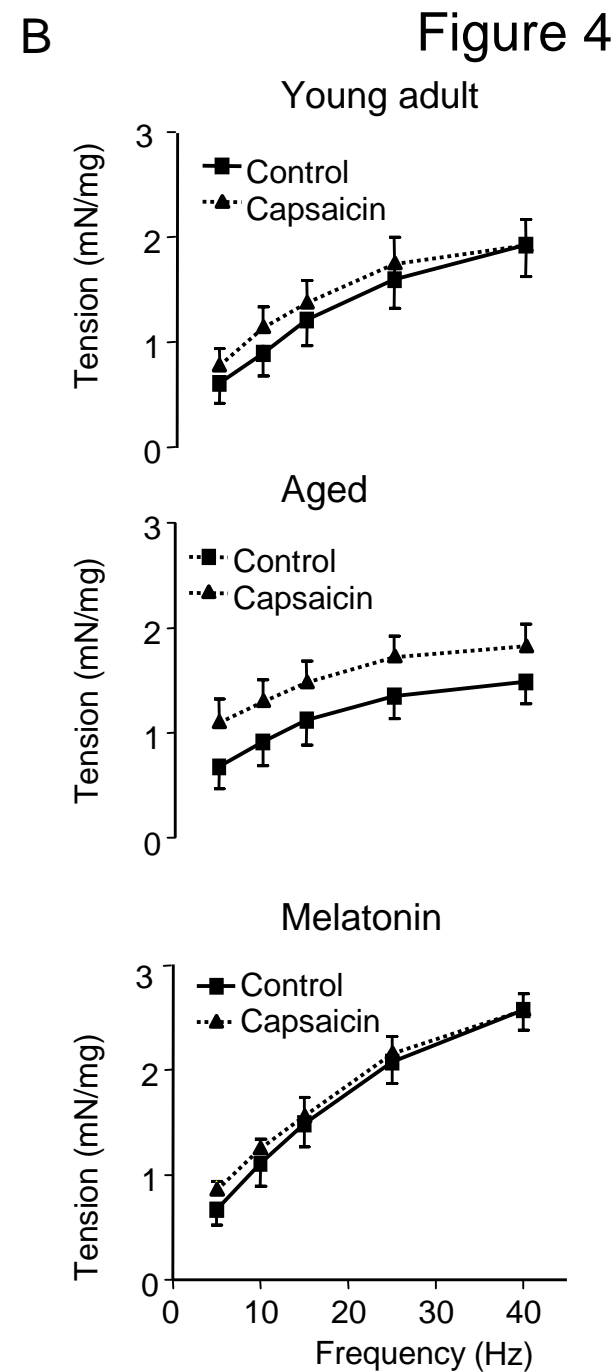 B
Figure 4
Young adult
3
Control
Capsaicin
2
Tension (mN/mg)
1
0
Aged
3
Control
Capsaicin
2
Tension (mN/mg)
1
0
Melatonin
3
Control
Capsaicin
2
Tension (mN/mg)
1
0
0 10 20 30 40
Frequency (Hz)